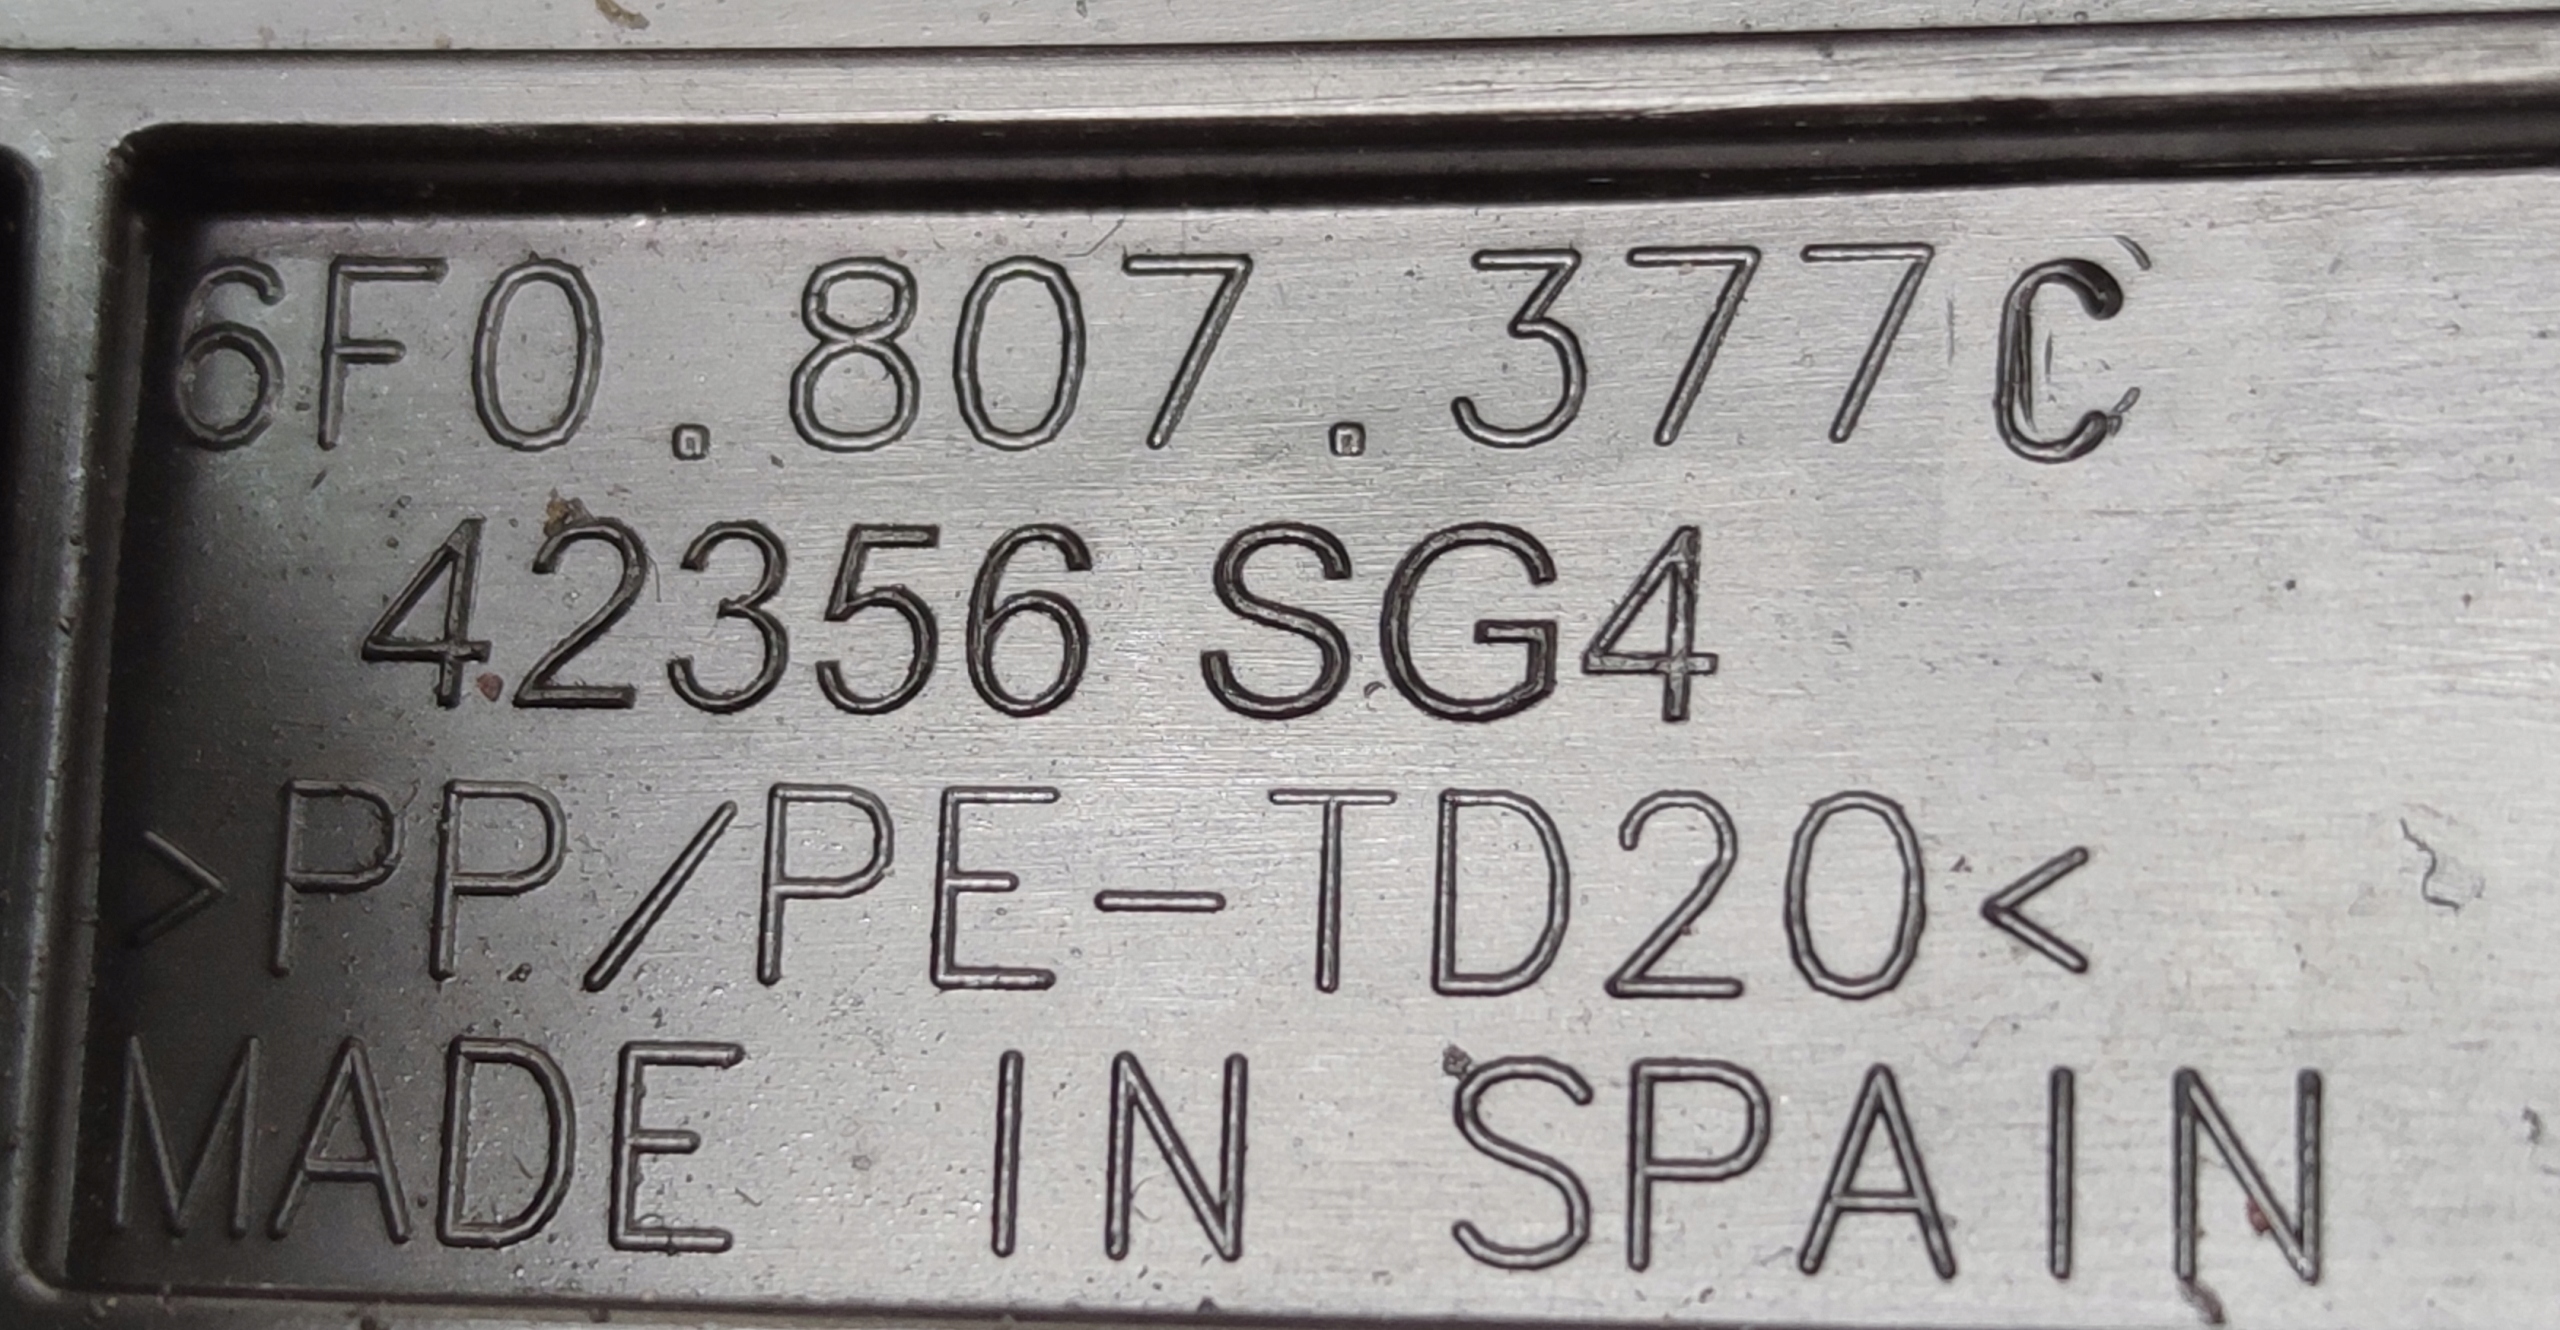 6F0.807.377C
42356 SG4
>PP/PE-TD20<
MADE IN SPAIN